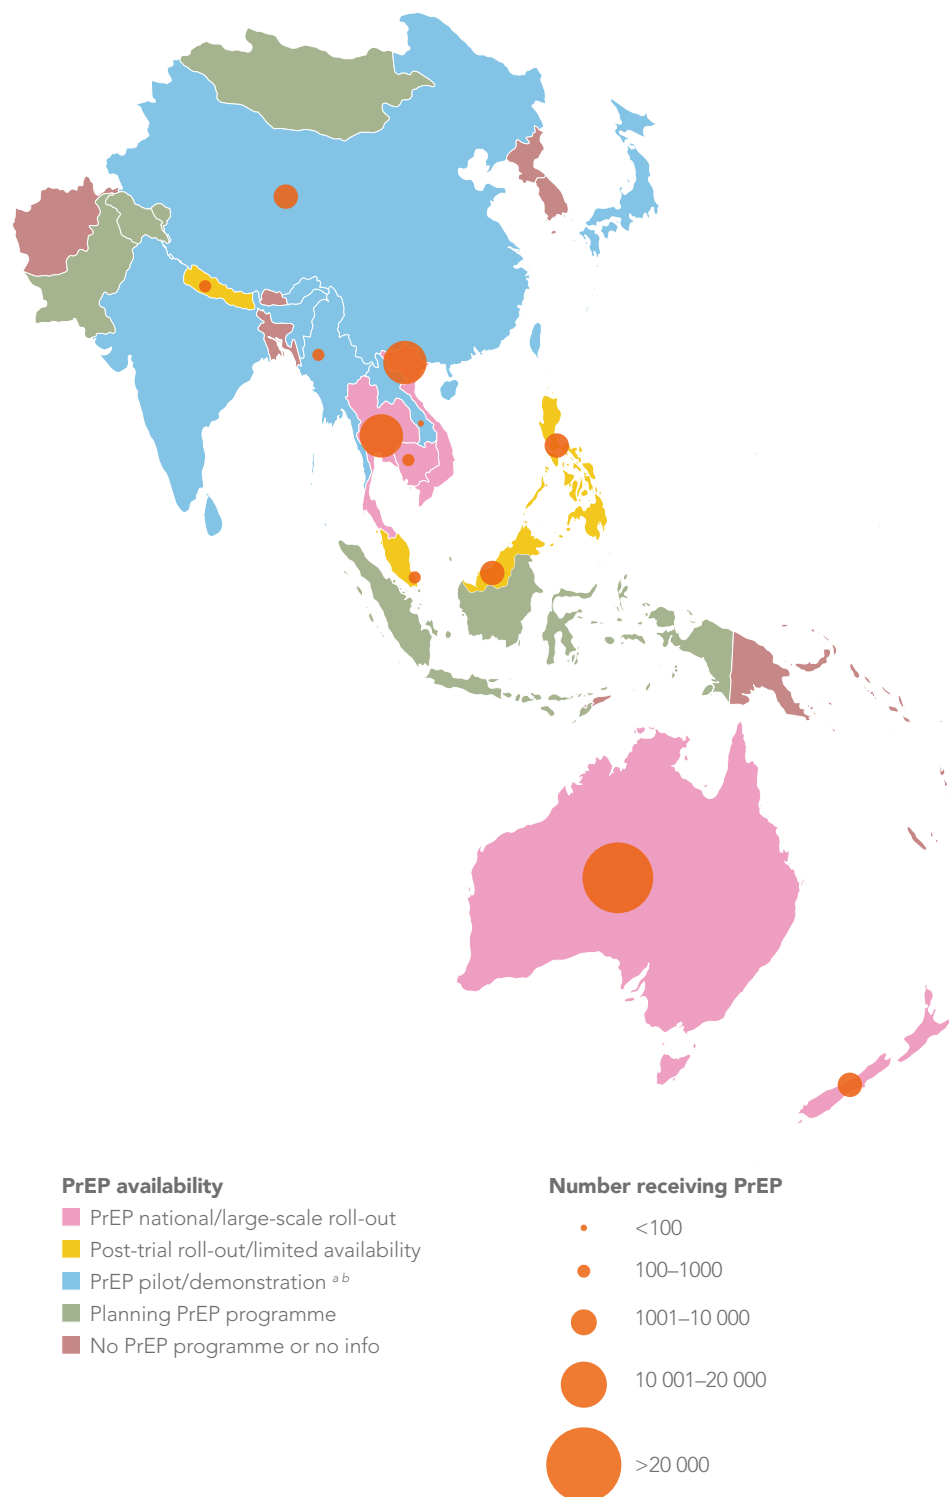 PrEP availability
PrEP national/large-scale roll-out
Post-trial roll-out/limited availability
PrEP pilot/demonstration a b
Planning PrEP programme
No PrEP programme or no info
Number receiving PrEP
<100
100–1000
1001–10 000
10 001–20 000
>20 000